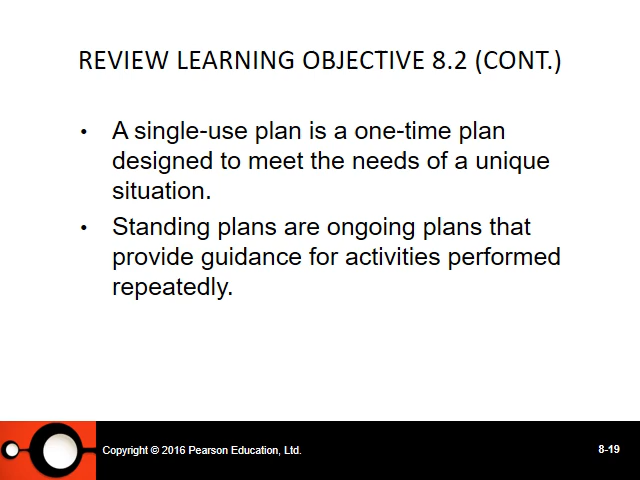 REVIEW LEARNING OBJECTIVE 8.2 (CONT.)
• A single-use plan is a one-time plan
designed to meet the needs of a unique
situation.
• Standing plans are ongoing plans that
provide guidance for activities performed
repeatedly.
Copyright © 2016 Pearson Education, Ltd.
8-19